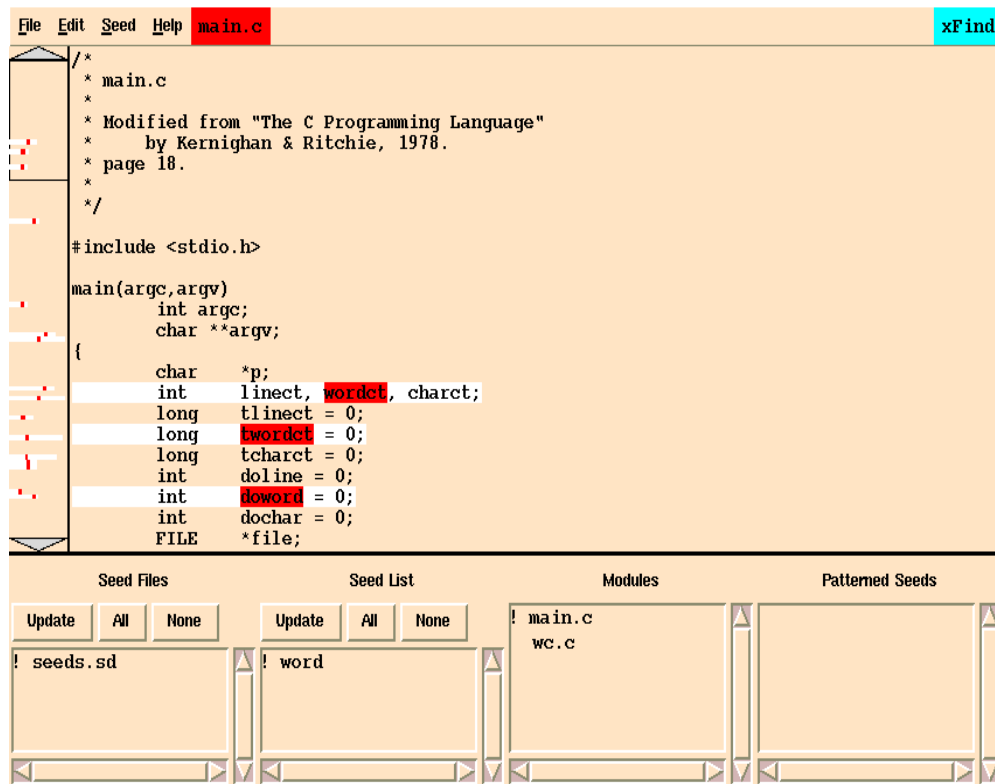 File Edit Seed Help main.c xFind
/*
* main.c
*
* Modified from "The C Programming Language"
* by Kernighan & Ritchie, 1978.
* page 18.
*
*/
#include <stdio.h>
main(argc,argv)
int argc;
char **argv;
{
char *p;
int linect, wordct, charct;
long tlinect = 0;
long twordct = 0;
long tcharct = 0;
int doline = 0;
int doword = 0;
int dochar = 0;
FILE *file;
Seed Files Seed List Modules Patterned Seeds
Update All None Update All None
! main.c
wc.c
! seeds.sd ! word